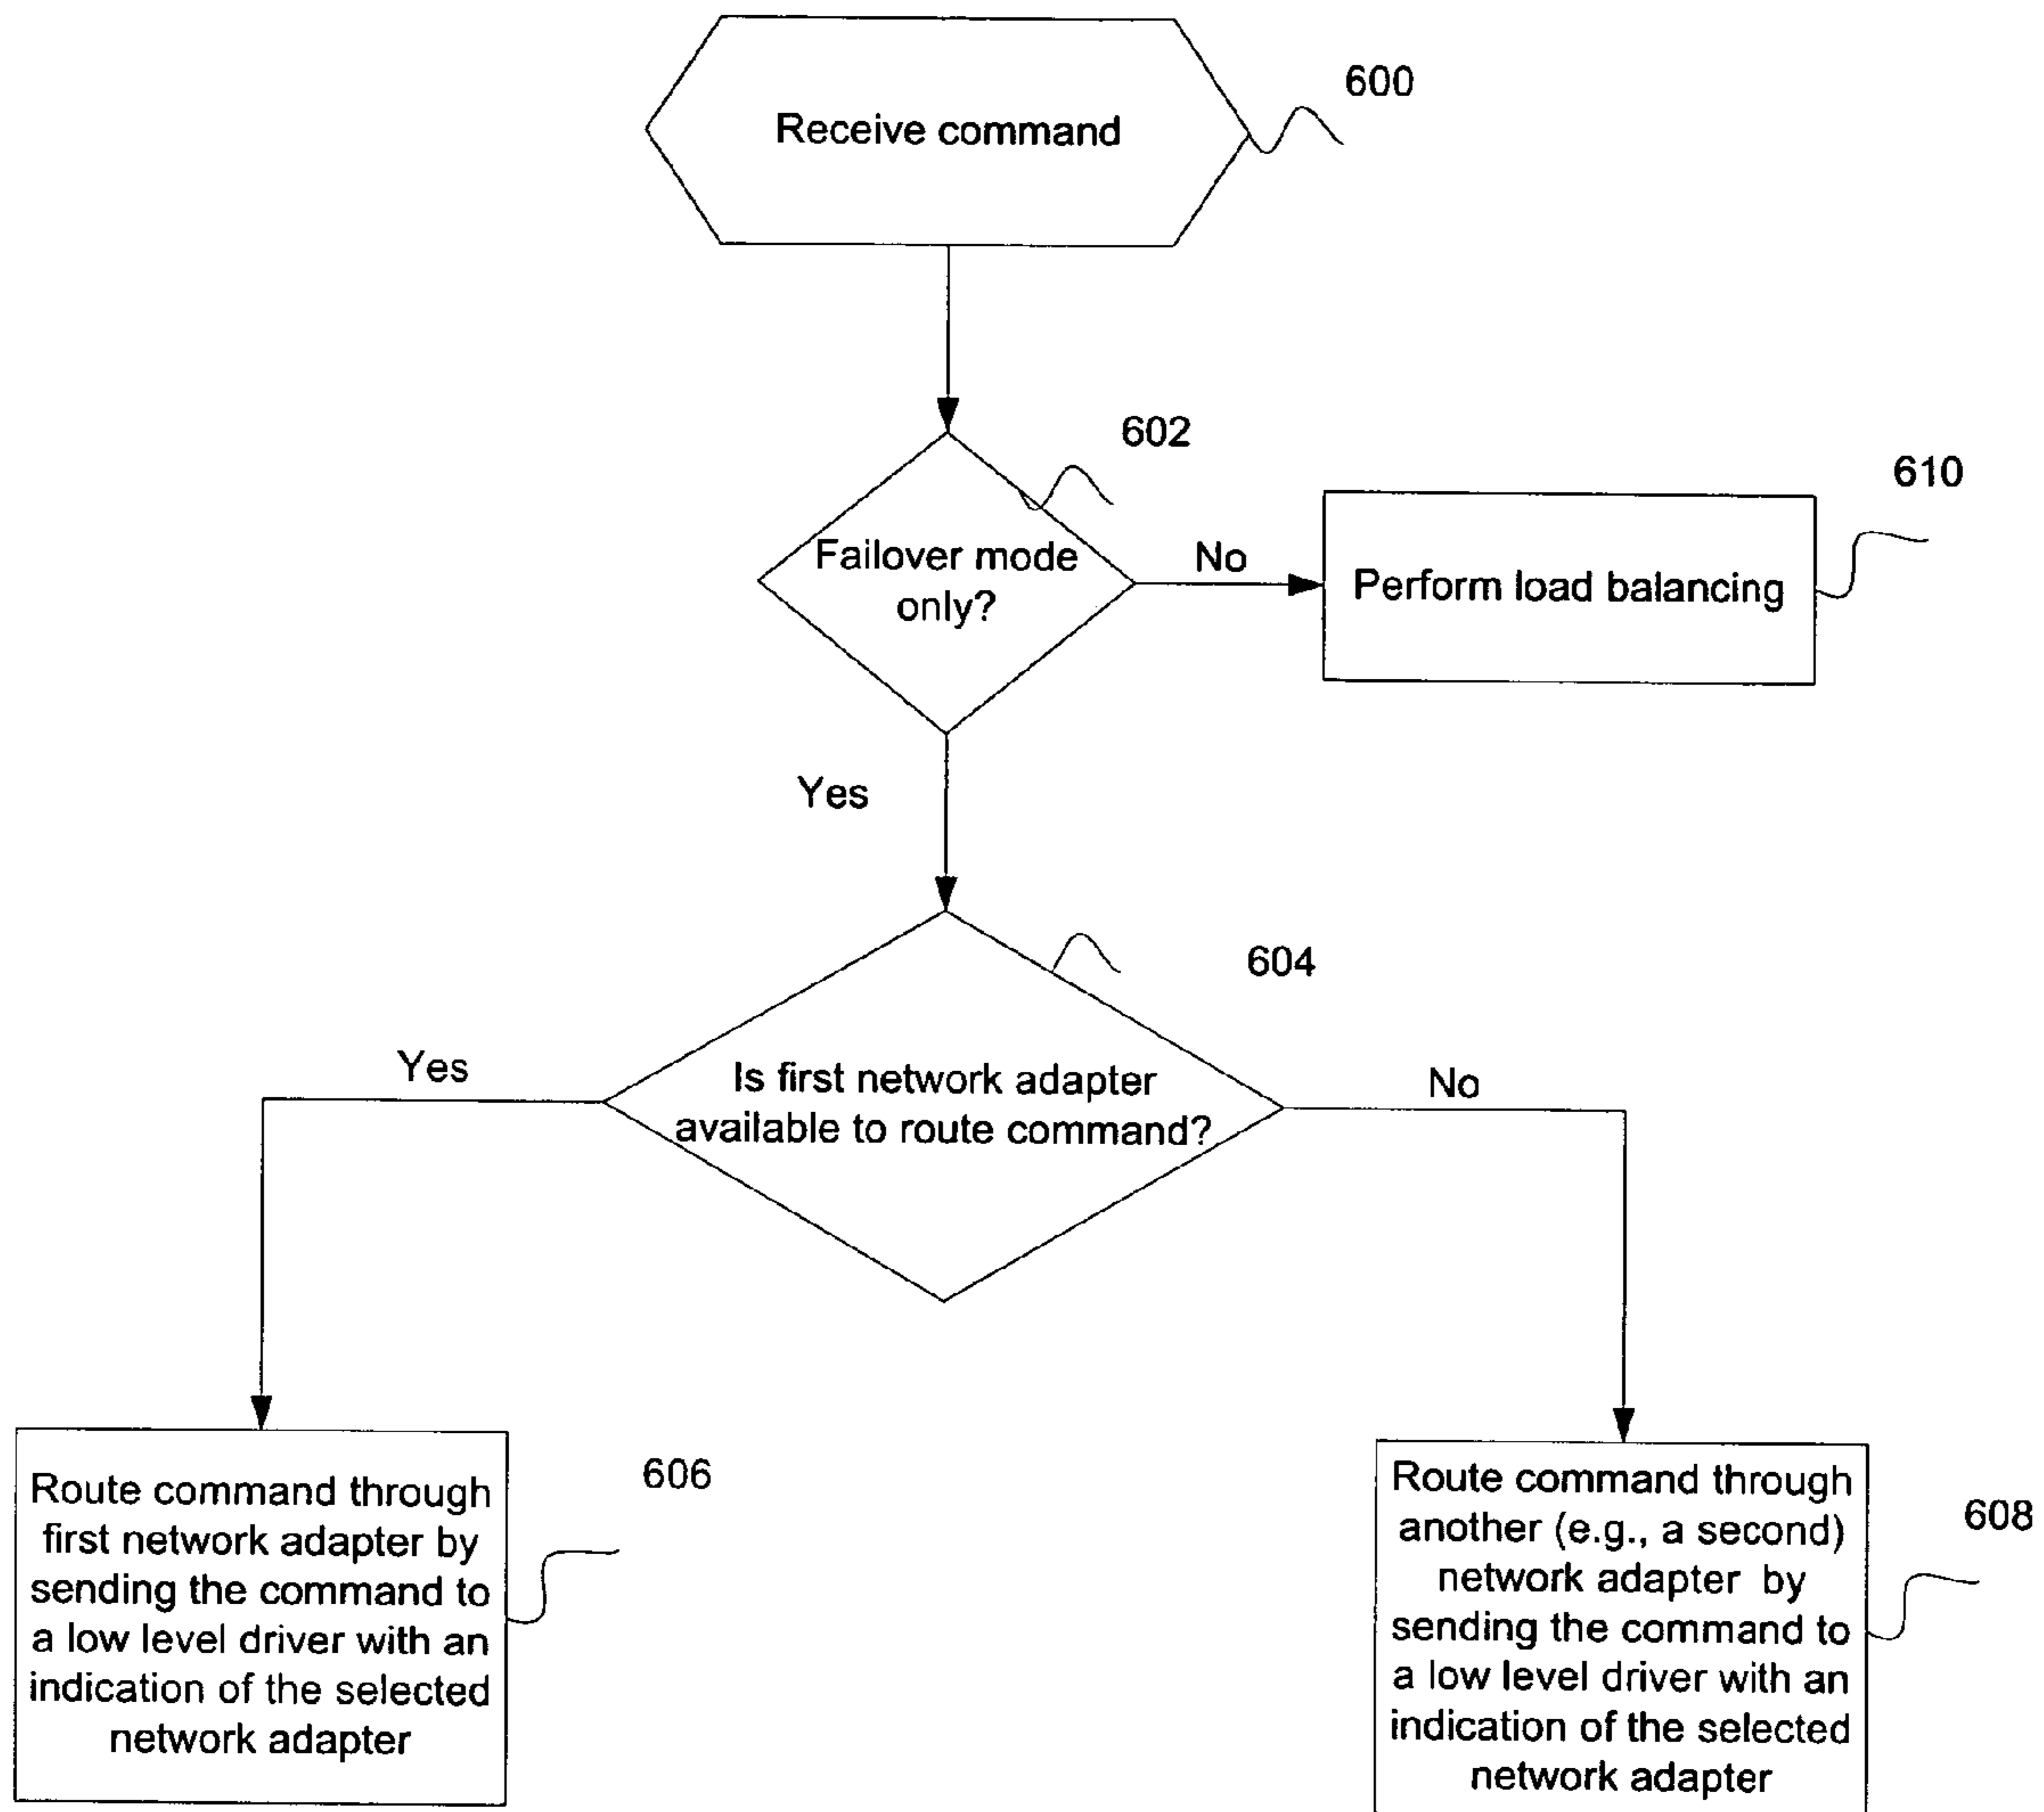 Receive command
600
602
Failover mode
only?
No
610
Perform load balancing
Yes
604
Is first network adapter
available to route command?
Yes
No
Route command through
first network adapter by
sending the command to
a low level driver with an
indication of the selected
network adapter
606
Route command through
another (e.g., a second)
network adapter by
sending the command to
a low level driver with an
indication of the selected
network adapter
608